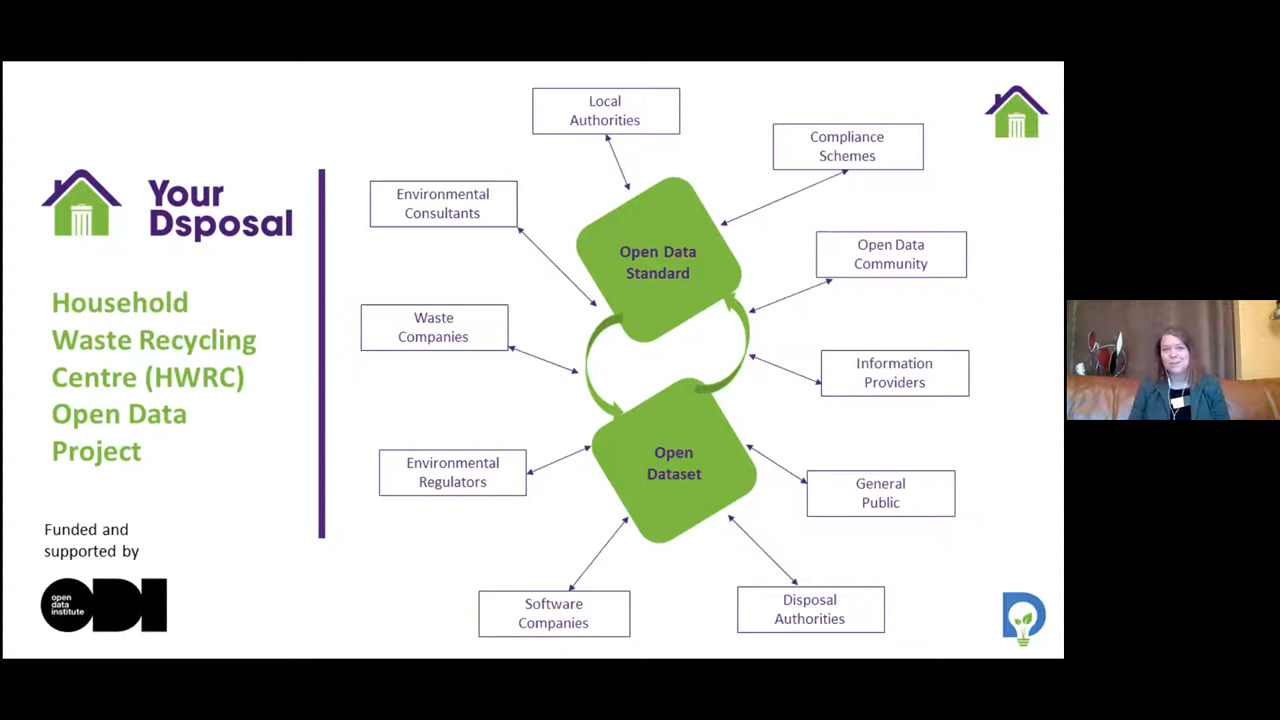 Your
Dsposal
Household
Waste Recycling
Centre (HWRC)
Open Data
Project
Funded and
supported by
open
data
institute
ODI
Local
Authorities
Compliance
Schemes
Environmental
Consultants
Open Data
Standard
Open Data
Community
Waste
Companies
Information
Providers
Environmental
Regulators
Open
Dataset
General
Public
Software
Companies
Disposal
Authorities